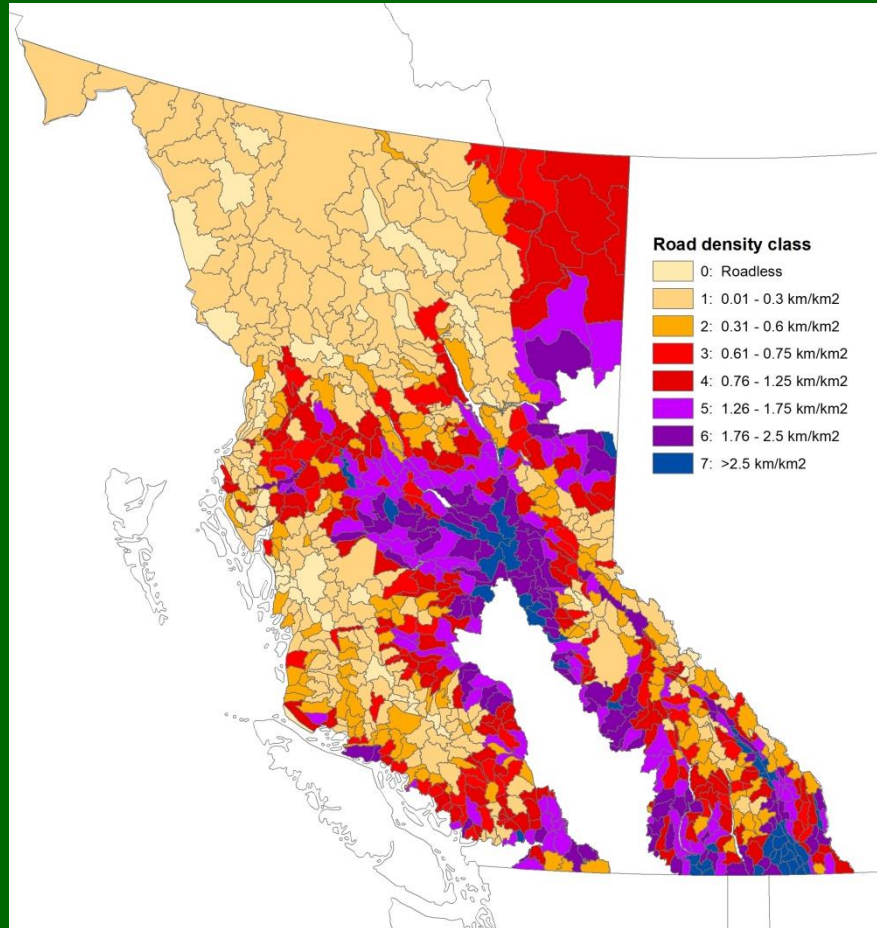 Road density class
0: Roadless
1: 0.01 - 0.3 km/km2
2: 0.31 - 0.6 km/km2
3: 0.61 - 0.75 km/km2
4: 0.76 - 1.25 km/km2
5: 1.26 - 1.75 km/km2
6: 1.76 - 2.5 km/km2
7: >2.5 km/km2